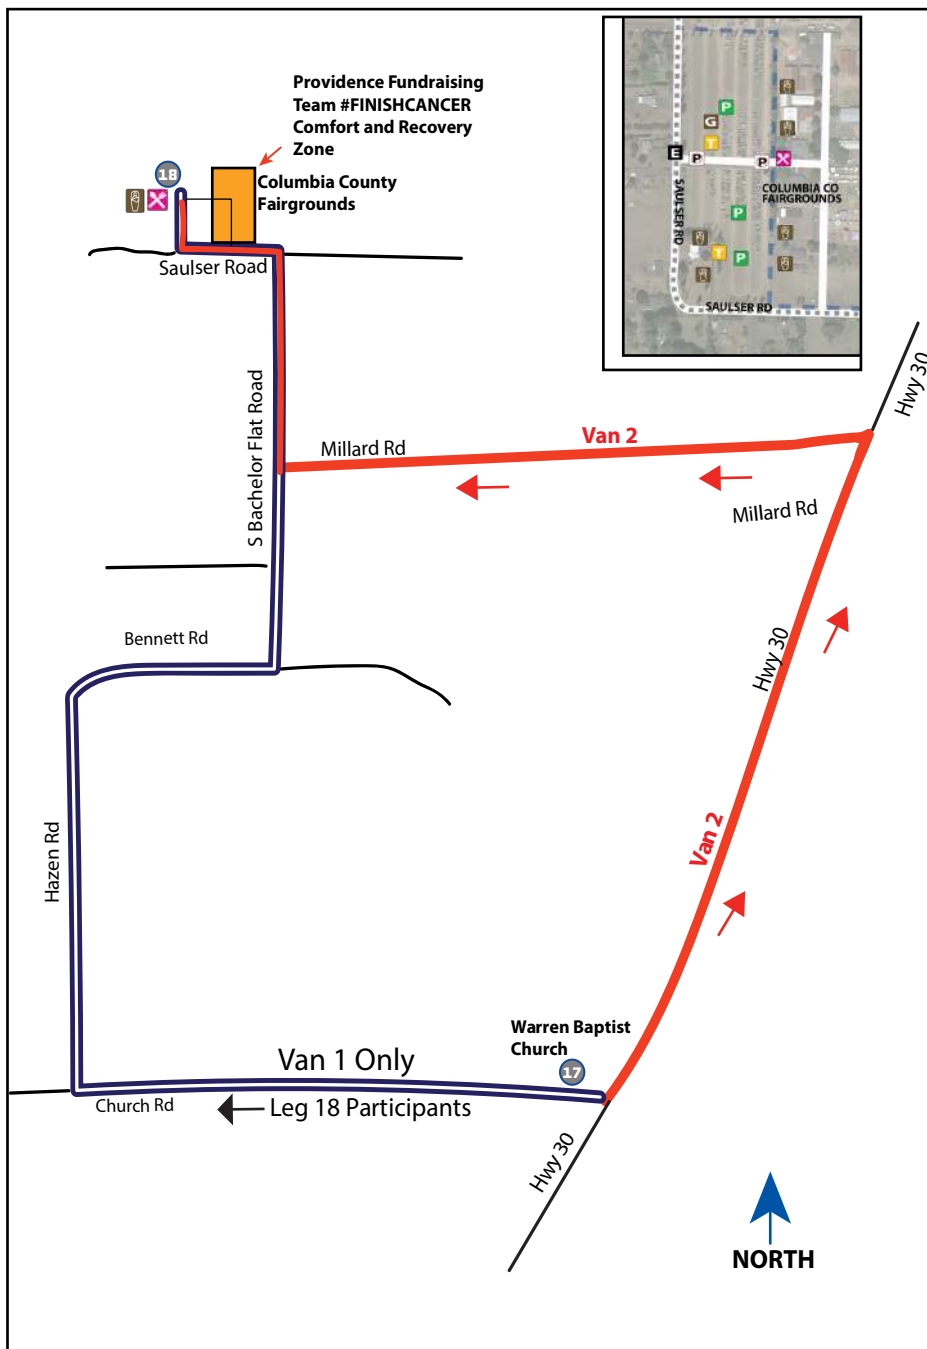 Providence Fundraising
Team #FINISHCANCER
Comfort and Recovery
Zone
18
Columbia County
Fairgrounds
Saulser Road
P
G
T
E
P
P
COLUMBIA CO
FAIRGROUNDS
SAULSER RD
P
T
P
SAULSER RD
Hwy 30
S Bachelor Flat Road
Millard Rd
Van 2
Millard Rd
Bennett Rd
Hwy 30
Van 2
Hazen Rd
Warren Baptist
Church
17
Van 1 Only
Church Rd
Leg 18 Participants
Hwy 30
NORTH